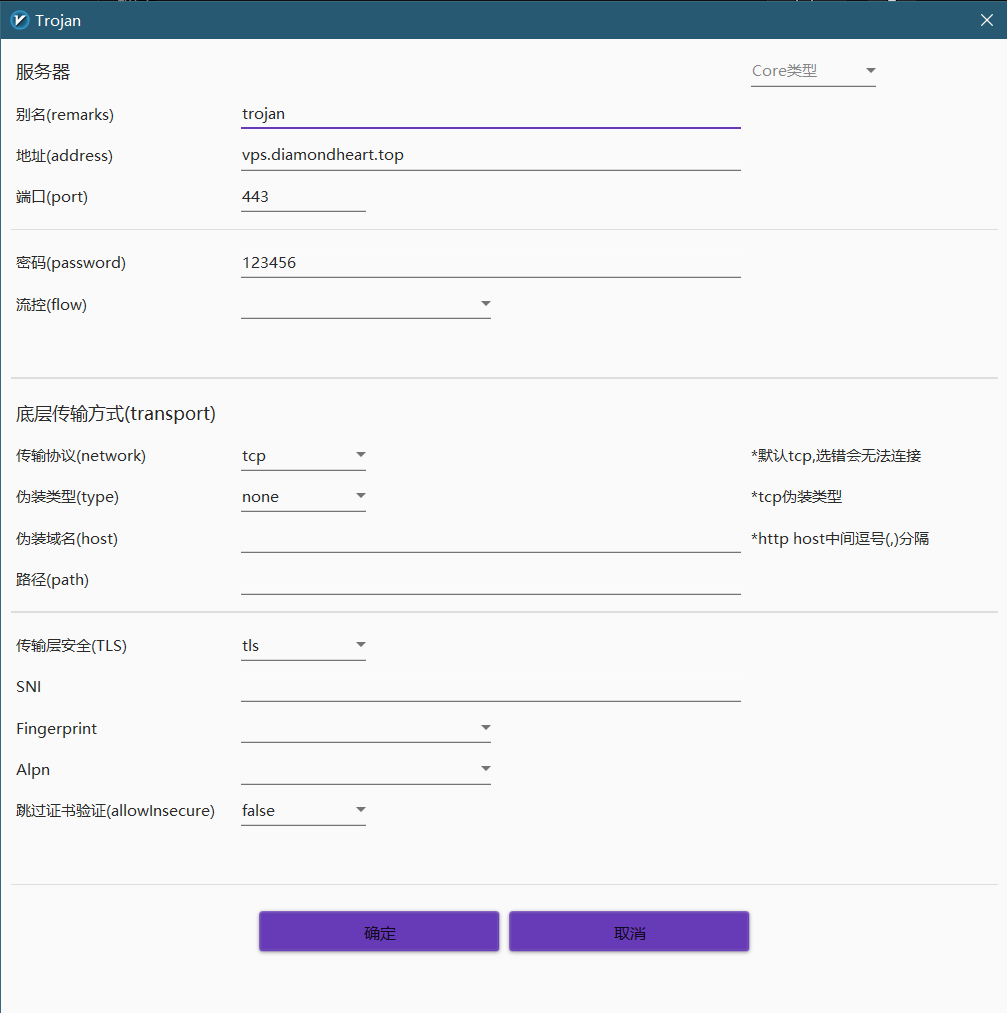 Trojan
服务器
Core类型
别名(remarks)
trojan
地址(address)
vps.diamondheart.top
端口(port)
443
密码(password)
123456
流控(flow)
底层传输方式(transport)
传输协议(network)
tcp
*默认tcp,选错会无法连接
伪装类型(type)
none
*tcp伪装类型
伪装域名(host)
*http host中间逗号(,)分隔
路径(path)
传输层安全(TLS)
tls
SNI
Fingerprint
Alpn
跳过证书验证(allowInsecure)
false
确定
取消